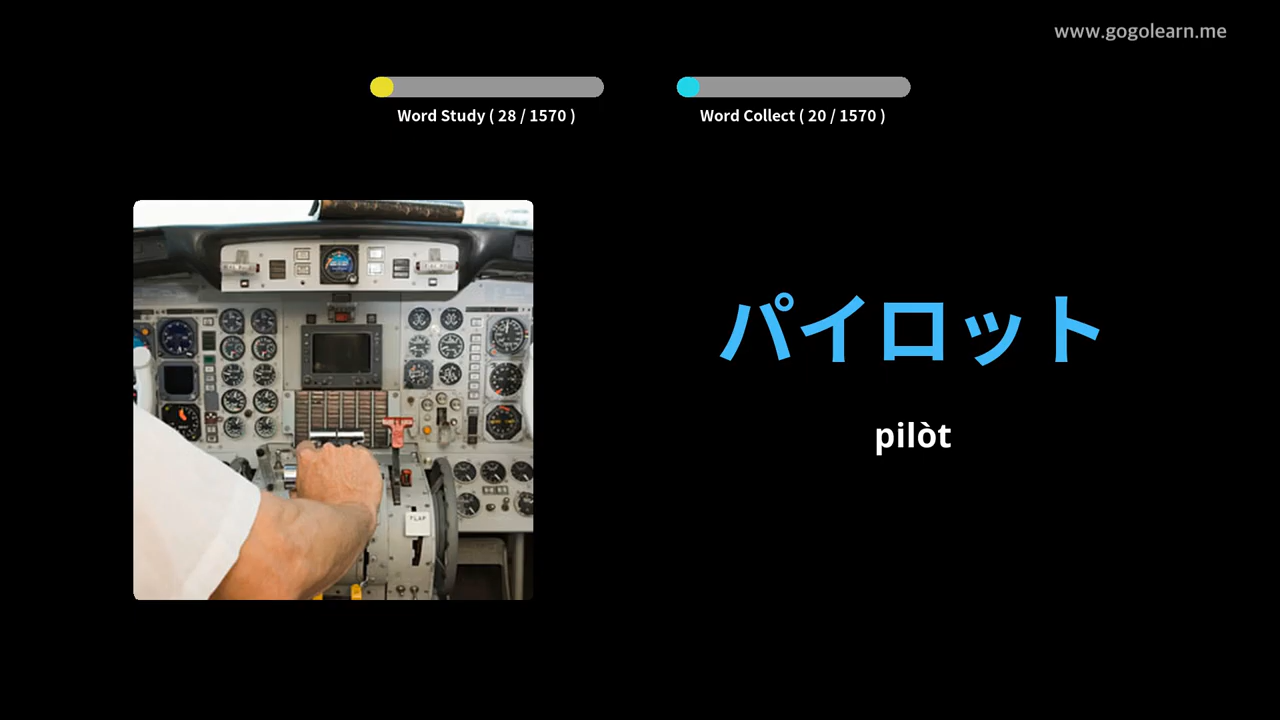 www.gogolearn.me
Word Study ( 28 / 1570 )
Word Collect ( 20 / 1570 )
パイロット
pilòt
FLAP